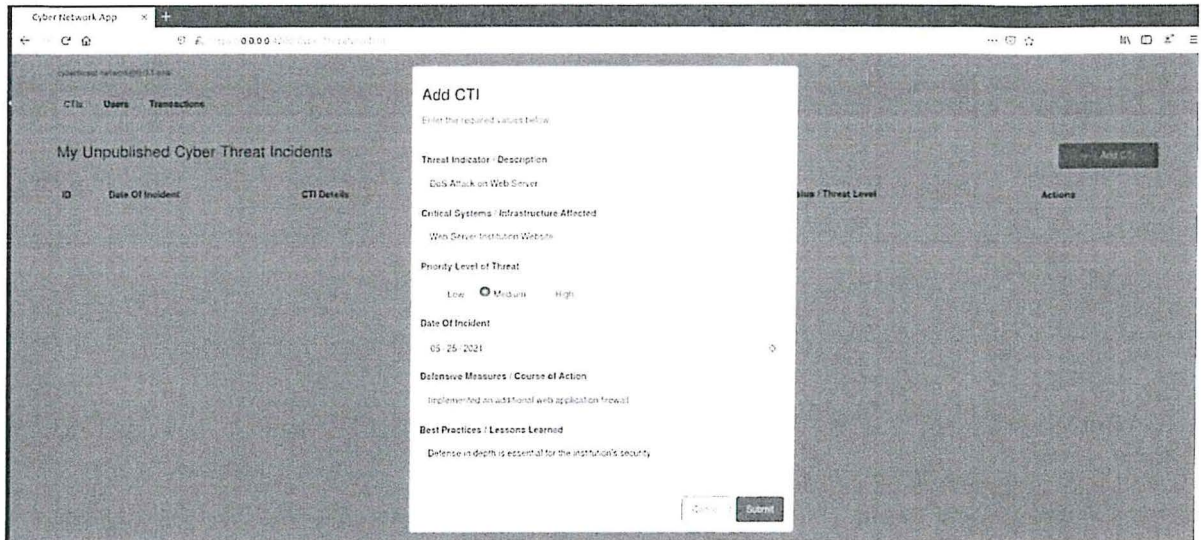 Cyber Network App
0.0.0.0
CTIs Users Transactions
My Unpublished Cyber Threat Incidents
Add CTI
ID Date Of Incident CTI Details / Threat Level Actions
Add CTI
Enter the required values below
Threat Indicator / Description
DoS Attack on Web Server
Critical Systems / Infrastructure Affected
Web Server Institution Website
Priority Level of Threat
Low Medium High
Date Of Incident
05 / 25 / 2021
Defensive Measures / Course of Action
Implemented an additional web application firewall
Best Practices / Lessons Learned
Defense in depth is essential for the institution's security
Cancel Submit